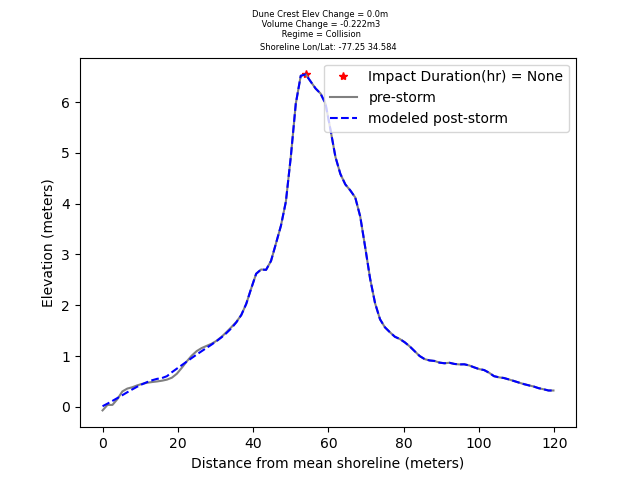 Dune Crest Elev Change = 0.0m
Volume Change = -0.222m3
Regime = Collision
Shoreline Lon/Lat: -77.25 34.584
Impact Duration(hr) = None
pre-storm
modeled post-storm
Elevation (meters)
6
5
4
3
2
1
0
0 20 40 60 80 100 120
Distance from mean shoreline (meters)